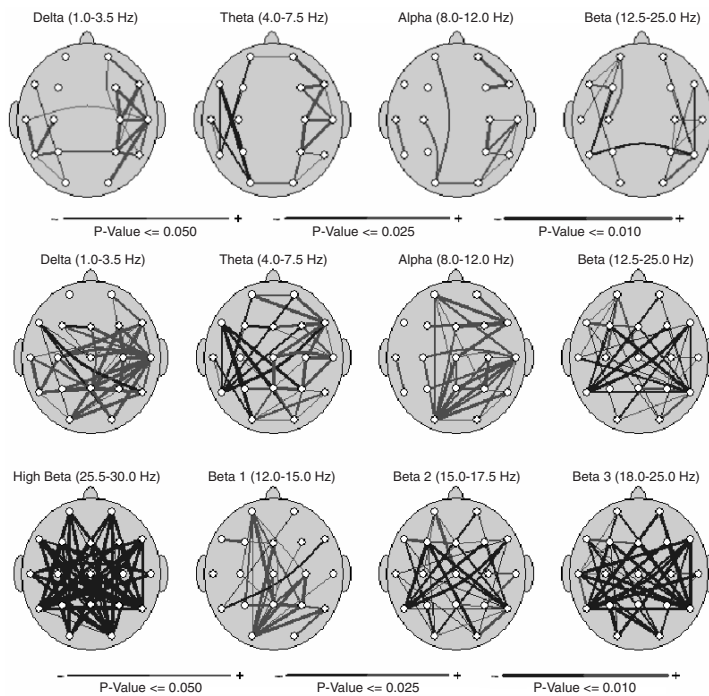 Delta (1.0-3.5 Hz) Theta (4.0-7.5 Hz) Alpha (8.0-12.0 Hz) Beta (12.5-25.0 Hz)
- + - + - +
P-Value <= 0.050 P-Value <= 0.025 P-Value <= 0.010
Delta (1.0-3.5 Hz) Theta (4.0-7.5 Hz) Alpha (8.0-12.0 Hz) Beta (12.5-25.0 Hz)
High Beta (25.5-30.0 Hz) Beta 1 (12.0-15.0 Hz) Beta 2 (15.0-17.5 Hz) Beta 3 (18.0-25.0 Hz)
- + - + - +
P-Value <= 0.050 P-Value <= 0.025 P-Value <= 0.010